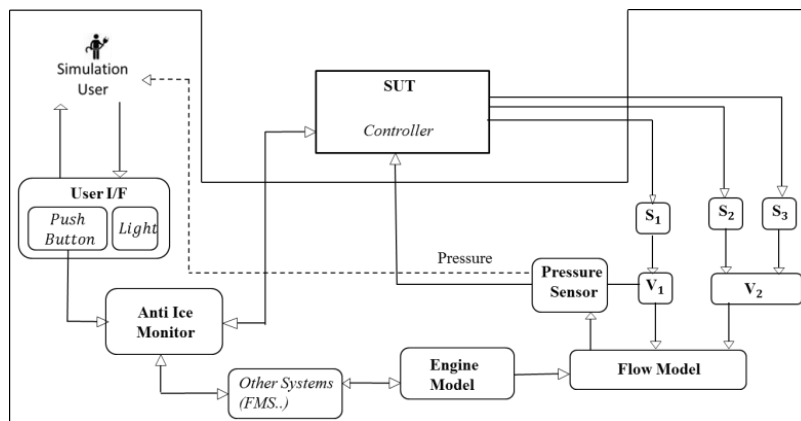 Simulation
User
SUT
Controller
User I/F
Push
Button
Light
S₁
S₂
S₃
Pressure
Pressure
Sensor
V₁
V₂
Anti Ice
Monitor
Engine
Model
Flow Model
Other Systems
(FMS..)